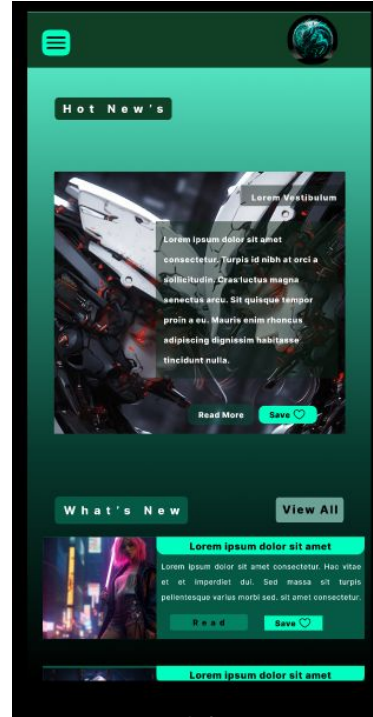 Hot New's
Lorem Vestibulum
Lorem ipsum dolor sit amet
consectetur. Turpis id nibh at orci a
sollicitudin. Cras luctus magna
senectus arcu. Sit quisque tempor
proin a eu. Mauris enim rhoncus
adipiscing dignissim habitasse
tincidunt nulla.
Read More
Save
What's New
View All
Lorem ipsum dolor sit amet
Lorem ipsum dolor sit amet consectetur. Hac vitae
et et imperdiet dui. Sed massa sit turpis
pellentesque varius morbi sed. sit amet consectetur.
Read
Save
Lorem ipsum dolor sit amet